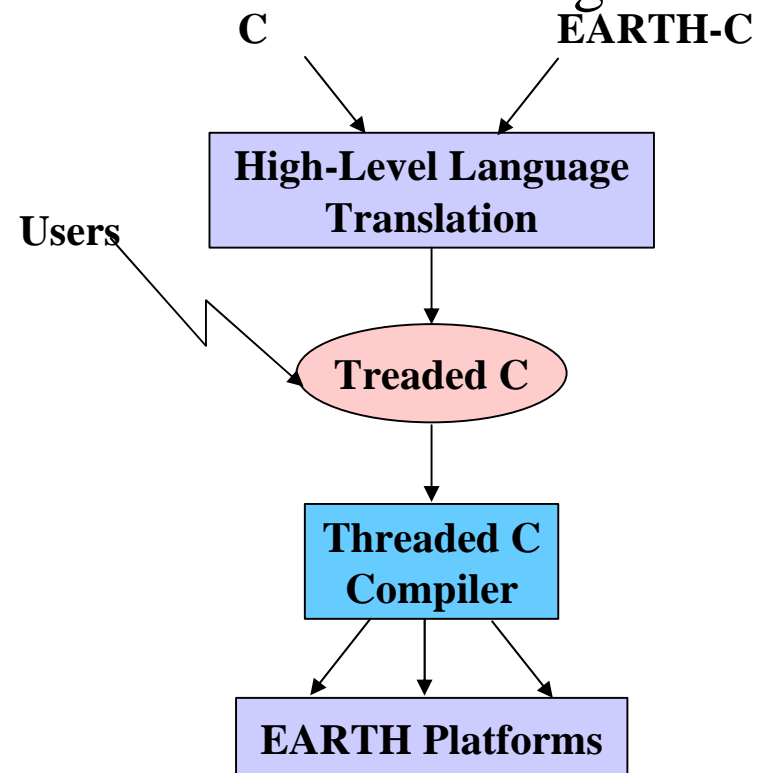 C
EARTH-C
High-Level Language
Translation
Users
Treaded C
Threaded C
Compiler
EARTH Platforms